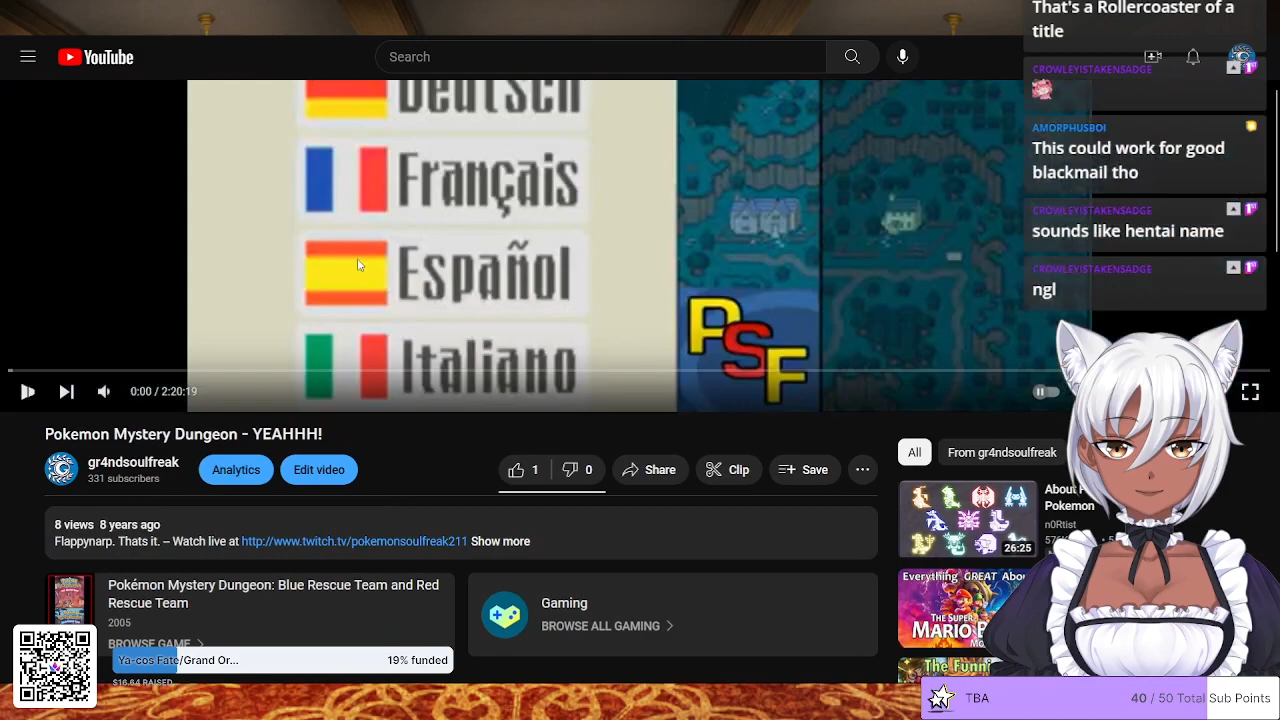 YouTube
Search
That's a Rollercoaster of a
title
CROWLEYISTAKENSADGE
AMORPHUSBOI
This could work for good
blackmail tho
CROWLEYISTAKENSADGE
sounds like hentai name
CROWLEYISTAKENSADGE
ngl
Deutsch
Français
Español
Italiano
PSF
0:00 / 2:20:19
Pokemon Mystery Dungeon - YEAHHH!
gr4ndsoulfreak
331 subscribers
Analytics
Edit video
1
0
Share
Clip
Save
8 views 8 years ago
Flappynarp. Thats it. – Watch live at http://www.twitch.tv/pokemonsoulfreak211 Show more
Pokémon Mystery Dungeon: Blue Rescue Team and Red
Rescue Team
2005
BROWSE GAME
Gaming
BROWSE ALL GAMING
All
From gr4ndsoulfreak
About
Pokemon
n0Rtist
26:25
Everything GREAT
THE SUPER
MARIO
The Funni
Ya-cos Fate/Grand Or...
19% funded
$16.64 RAISED
TBA
40 / 50 Total Sub Points